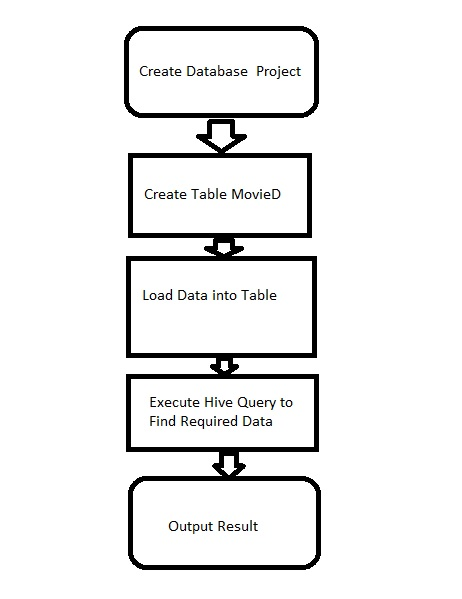 Create Database  Project
Create Table MovieD
Load Data into Table
Execute Hive Query to
Find Required Data
Output Result